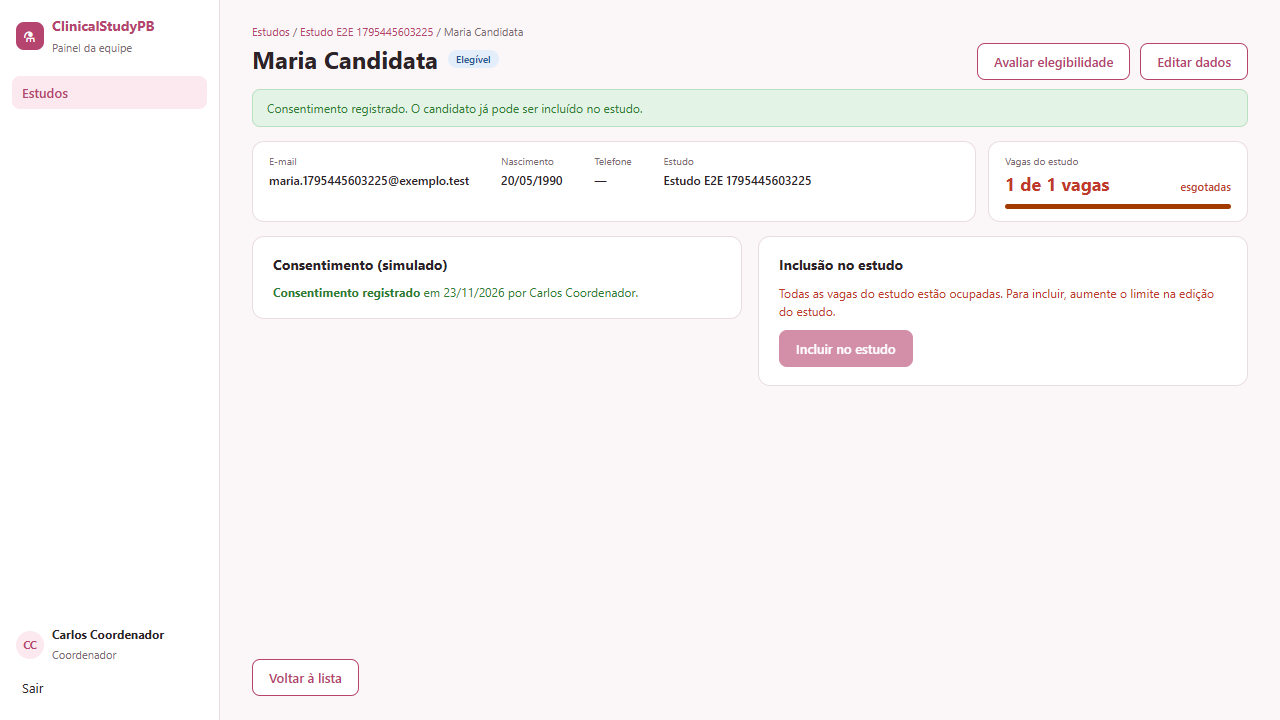 ClinicalStudyPB
Painel da equipe
Estudos
Carlos Coordenador
CC
Coordenador
Sair
Estudos / Estudo E2E 1795445603225 / Maria Candidata
Maria Candidata
Elegível
Avaliar elegibilidade
Editar dados
Consentimento registrado. O candidato já pode ser incluído no estudo.
E-mail
maria.1795445603225@exemplo.test
Nascimento
20/05/1990
Telefone
—
Estudo
Estudo E2E 1795445603225
Vagas do estudo
1 de 1 vagas
esgotadas
Consentimento (simulado)
Consentimento registrado em 23/11/2026 por Carlos Coordenador.
Inclusão no estudo
Todas as vagas do estudo estão ocupadas. Para incluir, aumente o limite na edição
do estudo.
Incluir no estudo
Voltar à lista